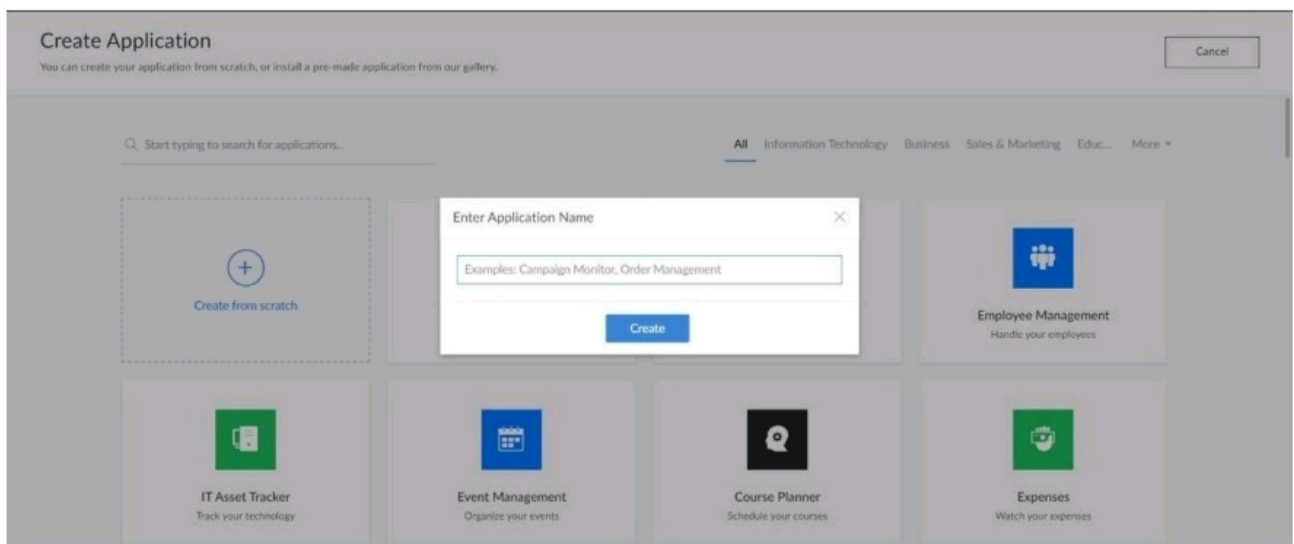 Create Application
You can create your application from scratch, or install a pre-made application from our gallery.
Cancel
Start typing to search for applications...
All Information Technology Business Sales & Marketing Educ... More
Enter Application Name
Examples: Campaign Monitor, Order Management
Create
Create from scratch
Employee Management
Handle your employees
IT Asset Tracker
Track your technology
Event Management
Organize your events
Course Planner
Schedule your courses
Expenses
Watch your expenses